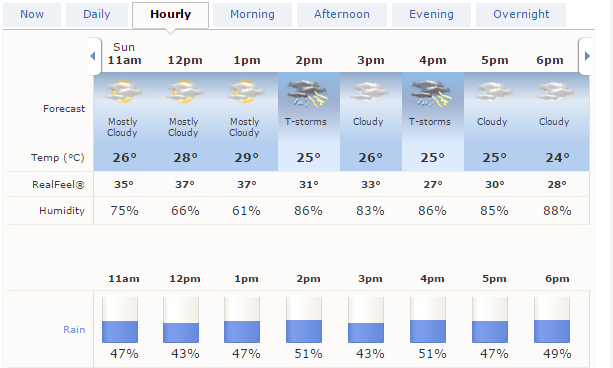 Now Daily Hourly Morning Afternoon Evening Overnight
Sun
11am 12pm 1pm 2pm 3pm 4pm 5pm 6pm
Forecast
Mostly Cloudy Mostly Cloudy Mostly Cloudy T-storms Cloudy T-storms Cloudy Cloudy
Temp (°C) 26° 28° 29° 25° 26° 25° 25° 24°
RealFeel® 35° 37° 37° 31° 33° 27° 30° 28°
Humidity 75% 66% 61% 86% 83% 86% 85% 88%
11am 12pm 1pm 2pm 3pm 4pm 5pm 6pm
Rain
47% 43% 47% 51% 43% 51% 47% 49%